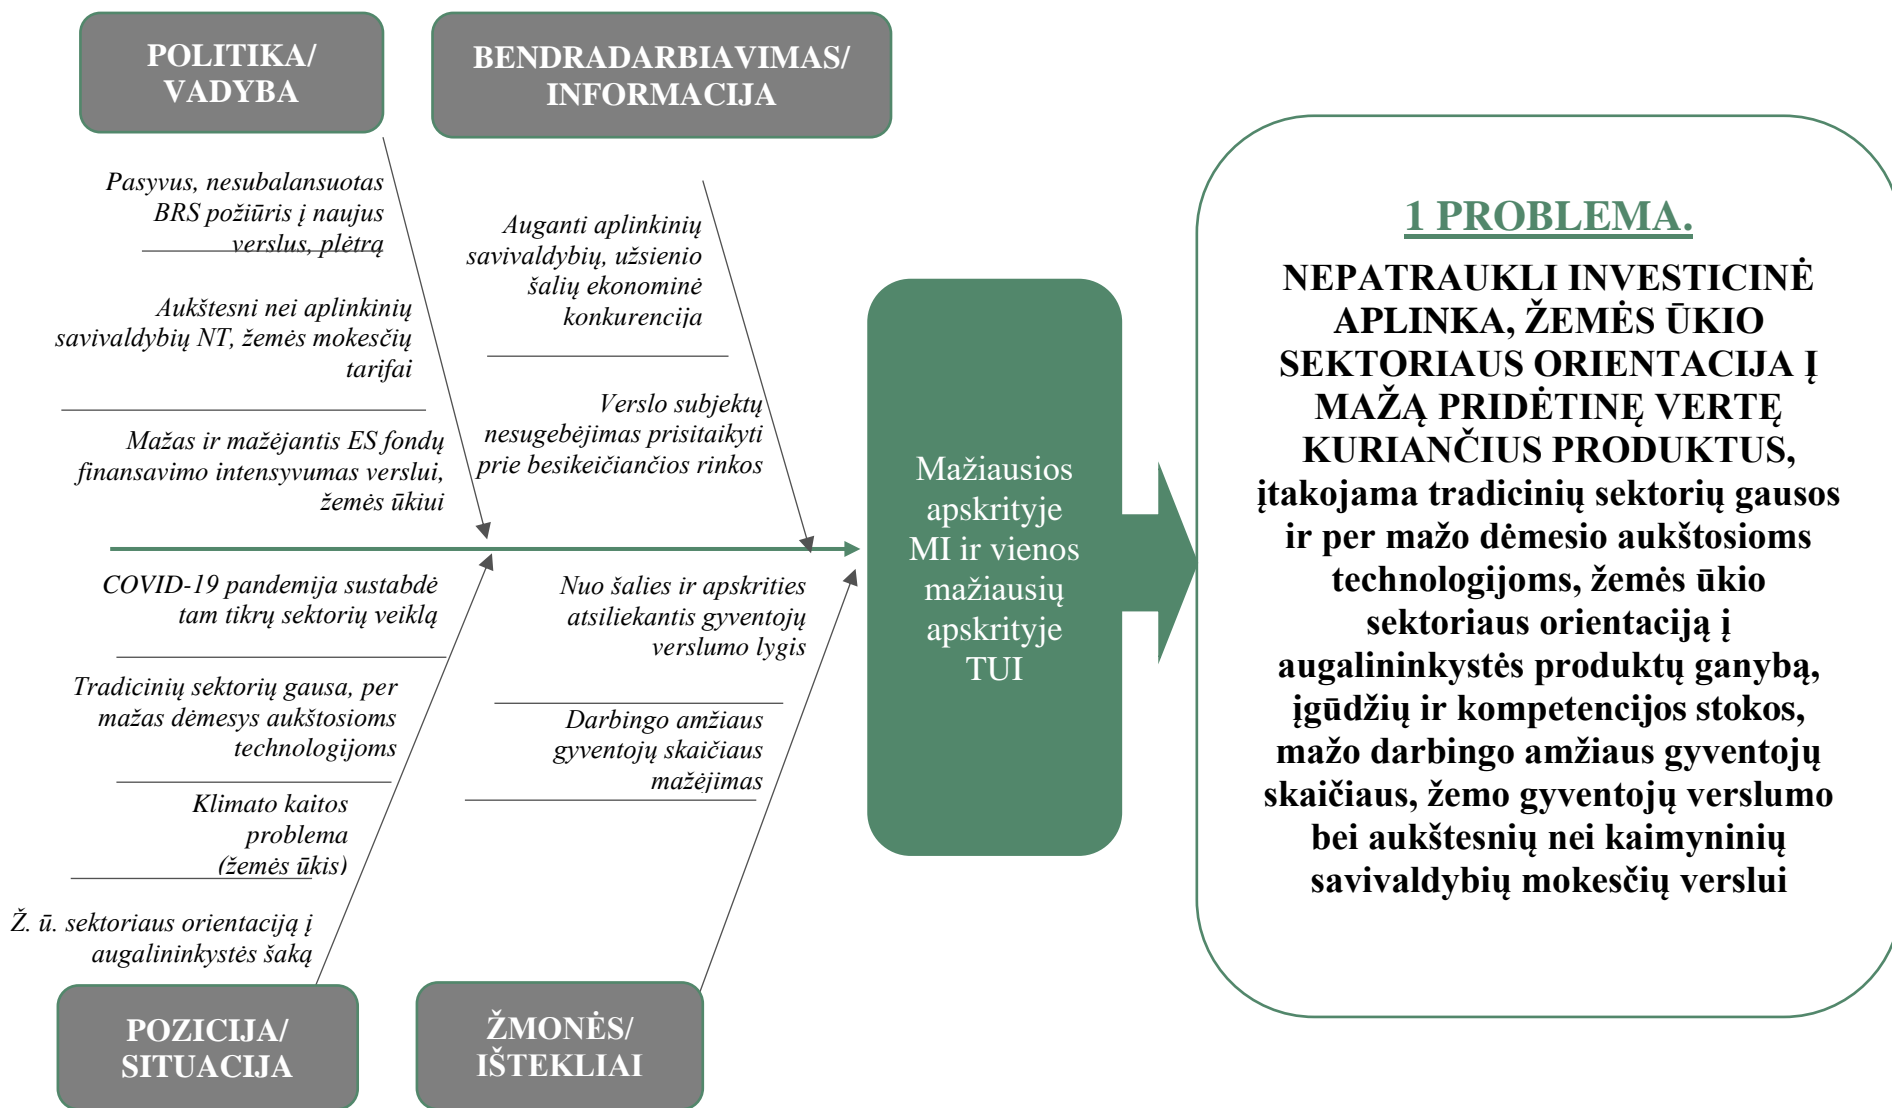 POLITIKA/
VADYBA
BENDRADARBIAVIMAS/
INFORMACIJA
Pasyvus, nesubalansuotas
BRS požiūris į naujus
verslus, plėtrą
Aukštesni nei aplinkinių
savivaldybių NT, žemės mokesčių
tarifai
Mažas ir mažėjantis ES fondų
finansavimo intensyvumas verslui,
žemės ūkiui
Auganti aplinkinių
savivaldybių, užsienio
šalių ekonominė
konkurencija
Verslo subjektų
nesugebėjimas prisitaikyti
prie besikeičiančios rinkos
COVID-19 pandemija sustabdė
tam tikrų sektorių veiklą
Tradicinių sektorių gausa, per
mažas dėmesys aukštosioms
technologijoms
Klimato kaitos
problema
(žemės ūkis)
Ž. ū. sektoriaus orientaciją į
augalininkystės šaką
Nuo šalies ir apskrities
atsiliekantis gyventojų
verslumo lygis
Darbingo amžiaus
gyventojų skaičiaus
mažėjimas
POZICIJA/
SITUACIJA
ŽMONĖS/
IŠTEKLIAI
Mažiausios
apskrityje
MI ir vienos
mažiausių
apskrityje
TUI
1 PROBLEMA.
NEPATRAUKLI INVESTICINĖ
APLINKA, ŽEMĖS ŪKIO
SEKTORIAUS ORIENTACIJA Į
MAŽĄ PRIDĖTINĘ VERTĘ
KURIANČIUS PRODUKTUS,
įtakojama tradicinių sektorių gausos
ir per mažo dėmesio aukštosioms
technologijoms, žemės ūkio
sektoriaus orientaciją į
augalininkystės produktų ganybą,
įgūdžių ir kompetencijos stokos,
mažo darbingo amžiaus gyventojų
skaičiaus, žemo gyventojų verslumo
bei aukštesnių nei kaimyninių
savivaldybių mokesčių verslui